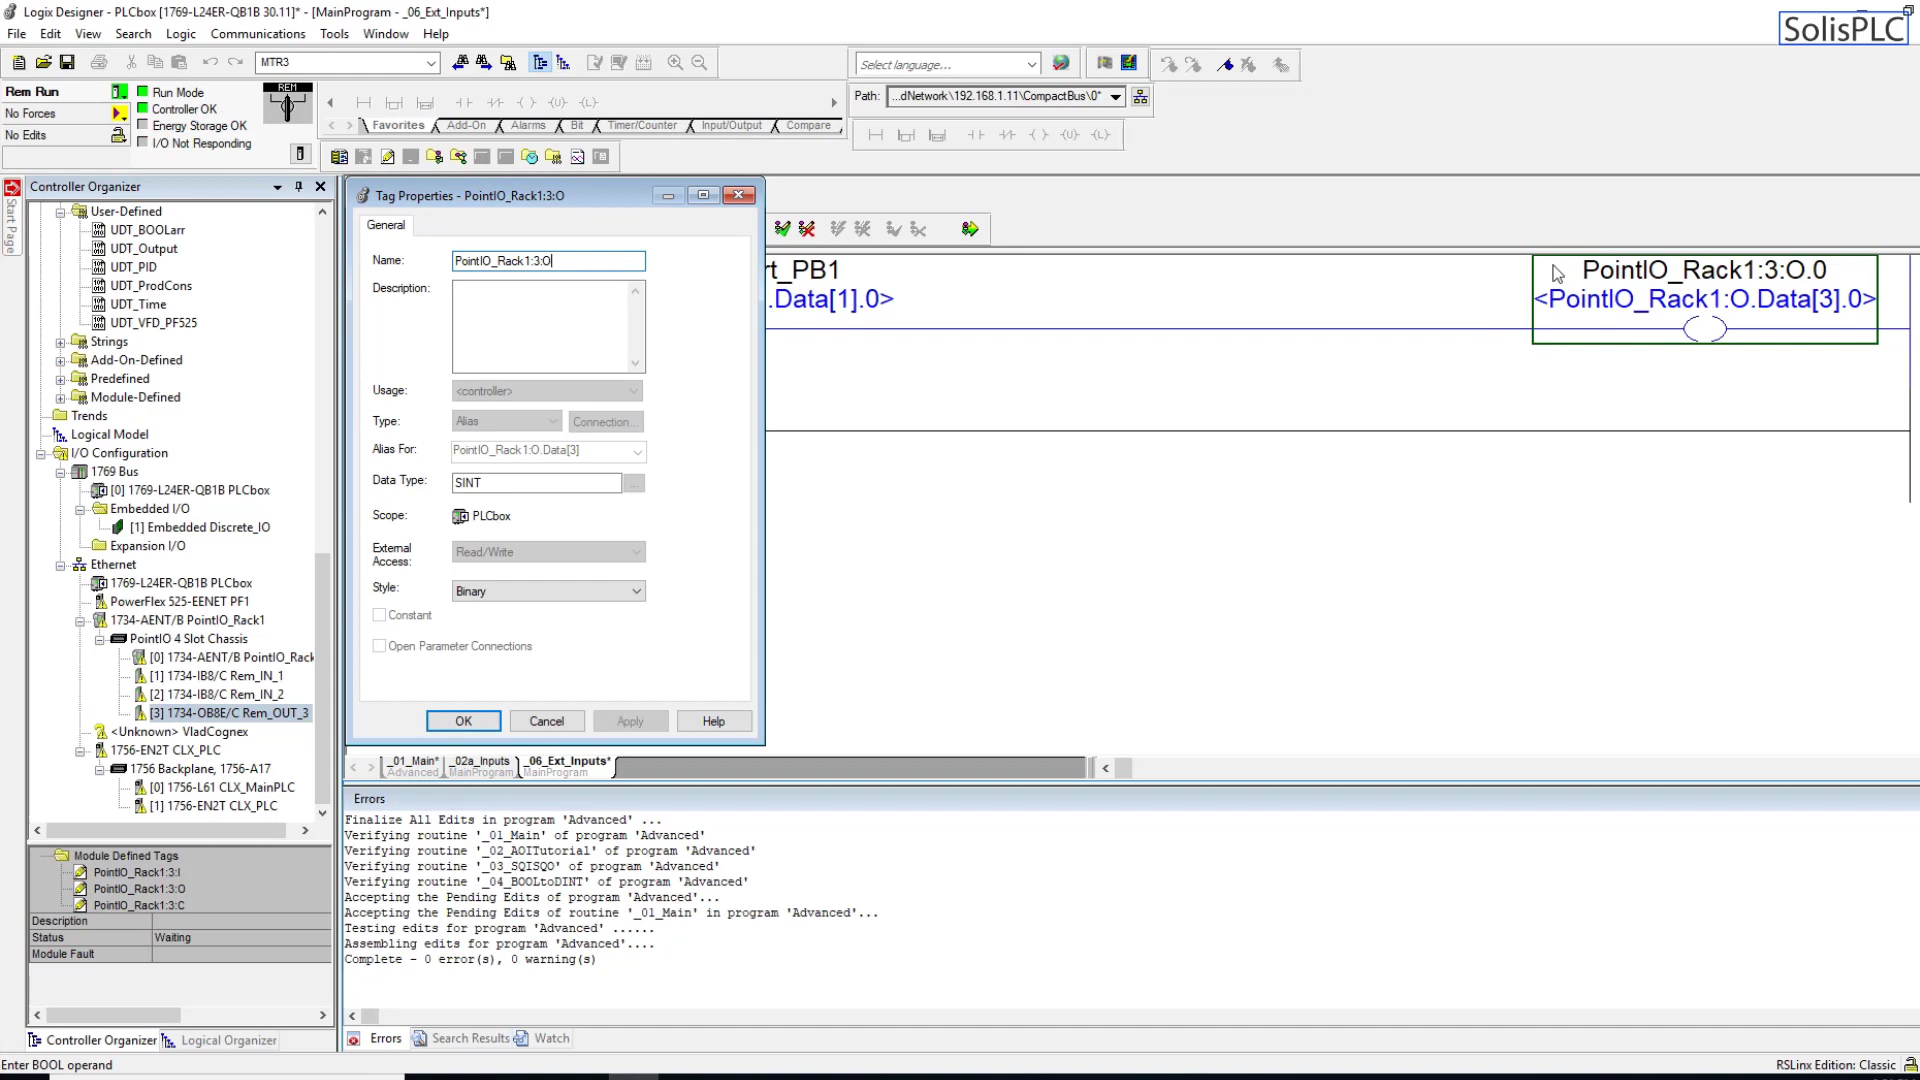 Logix Designer - PLCbox [1769-L24ER-QB1B 30.11]* - [MainProgram - _06_Ext_Inputs*]
SolisPLC
File Edit View Search Logic Communications Tools Window Help
MTR3
Select language...
Rem Run
No Forces
No Edits
Run Mode
Controller OK
Energy Storage OK
I/O Not Responding
REM
Path: ...dNetwork\192.168.1.11\CompactBus\0*
Favorites Add-On Alarms Bit Timer/Counter Input/Output Compare
Start Page
Controller Organizer
User-Defined
UDT_BOOLarr
UDT_Output
UDT_PID
UDT_ProdCons
UDT_Time
UDT_VFD_PF525
Strings
Add-On-Defined
Predefined
Module-Defined
Trends
Logical Model
I/O Configuration
1769 Bus
[0] 1769-L24ER-QB1B PLCbox
Embedded I/O
[1] Embedded Discrete_IO
Expansion I/O
Ethernet
1769-L24ER-QB1B PLCbox
PowerFlex 525-EENET PF1
1734-AENT/B PointIO_Rack1
PointIO 4 Slot Chassis
[0] 1734-AENT/B PointIO_Rack
[1] 1734-IB8/C Rem_IN_1
[2] 1734-IB8/C Rem_IN_2
[3] 1734-OB8E/C Rem_OUT_3
<Unknown> VladCognex
1756-EN2T CLX_PLC
1756 Backplane, 1756-A17
[0] 1756-L61 CLX_MainPLC
[1] 1756-EN2T CLX_PLC
Module Defined Tags
PointIO_Rack1:3:I
PointIO_Rack1:3:O
PointIO_Rack1:3:C
Description
Status Waiting
Module Fault
Controller Organizer Logical Organizer
Tag Properties - PointIO_Rack1:3:O
General
Name: PointIO_Rack1:3:O
Description:
Usage: <controller>
Type: Alias Connection...
Alias For: PointIO_Rack1:O.Data[3]
Data Type: SINT ...
Scope: PLCbox
External Access: Read/Write
Style: Binary
Constant
Open Parameter Connections
OK Cancel Apply Help
rt_PB1
.Data[1].0>
PointIO_Rack1:3:O.0
<PointIO_Rack1:O.Data[3].0>
_01_Main* _02a_Inputs _06_Ext_Inputs*
Advanced MainProgram MainProgram
Errors
Finalize All Edits in program 'Advanced' ...
Verifying routine '_01_Main' of program 'Advanced'
Verifying routine '_02_AOITutorial' of program 'Advanced'
Verifying routine '_03_SQISQO' of program 'Advanced'
Verifying routine '_04_BOOLtoDINT' of program 'Advanced'
Accepting the Pending Edits of program 'Advanced'...
Accepting the Pending Edits of routine '_01_Main' in program 'Advanced'...
Testing edits for program 'Advanced' ......
Assembling edits for program 'Advanced'....
Complete - 0 error(s), 0 warning(s)
Errors Search Results Watch
Enter BOOL operand
RSLinx Edition: Classic